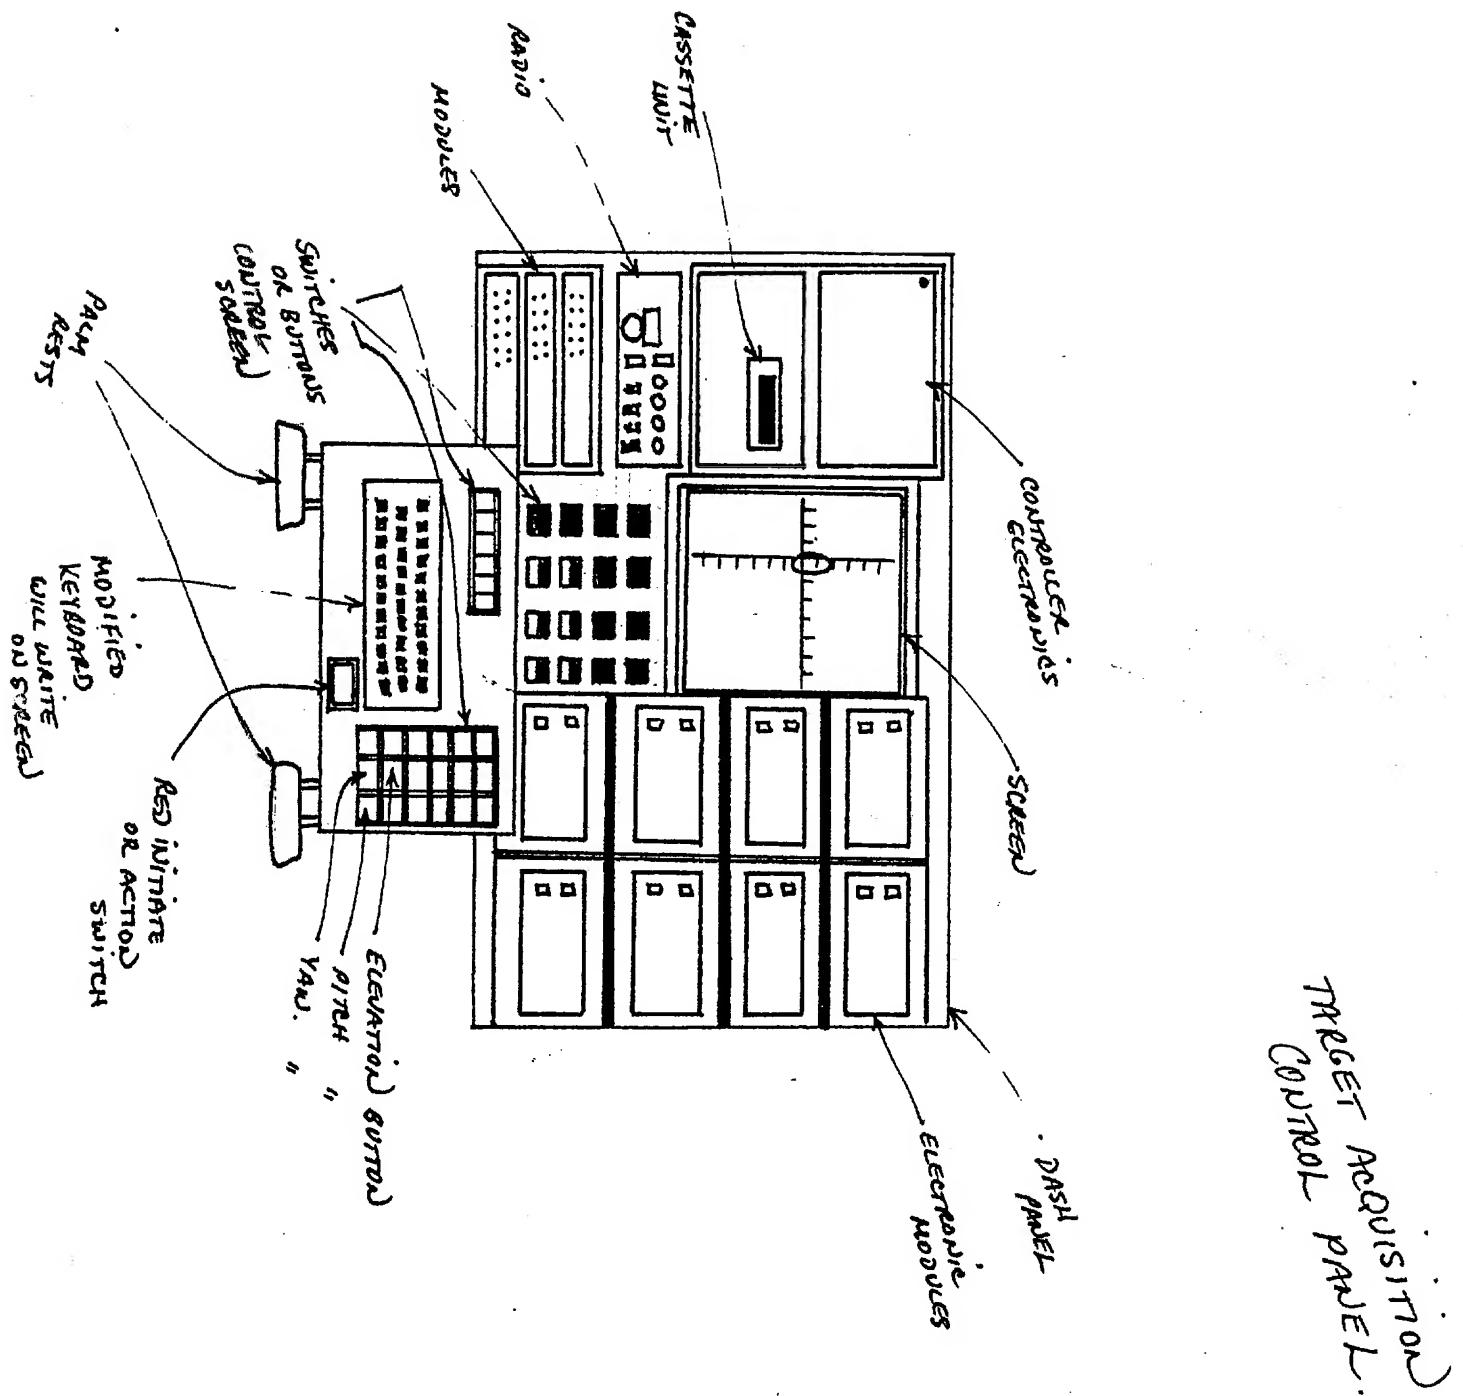 TARGET ACQUISITION
CONTROL PANEL.
CASSETTE
UNIT
RADIO
MODULES
SWITCHES
OR BUTTONS
CONTROL
SCREEN
PALM
RESTS
CONTROLLER
ELECTRONICS
SCREEN
DASH
PANEL
ELECTRONIC
MODULES
MODIFIED
KEYBOARD
WILL WRITE
ON SCREEN
RED INITIATE
OR ACTION
SWITCH
ELEVATION BUTTON
PITCH "
YAW. "